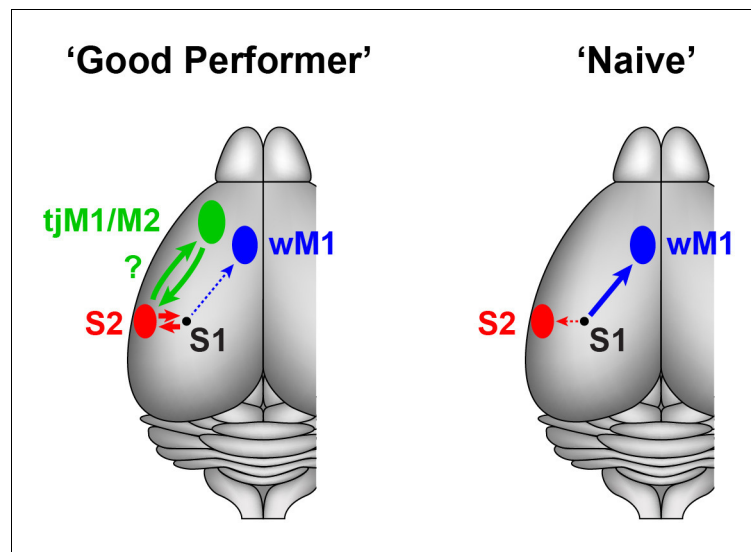 ‘Good Performer’
‘Naive’
tjM1/M2
wM1
?
S2
S1
wM1
S2
S1